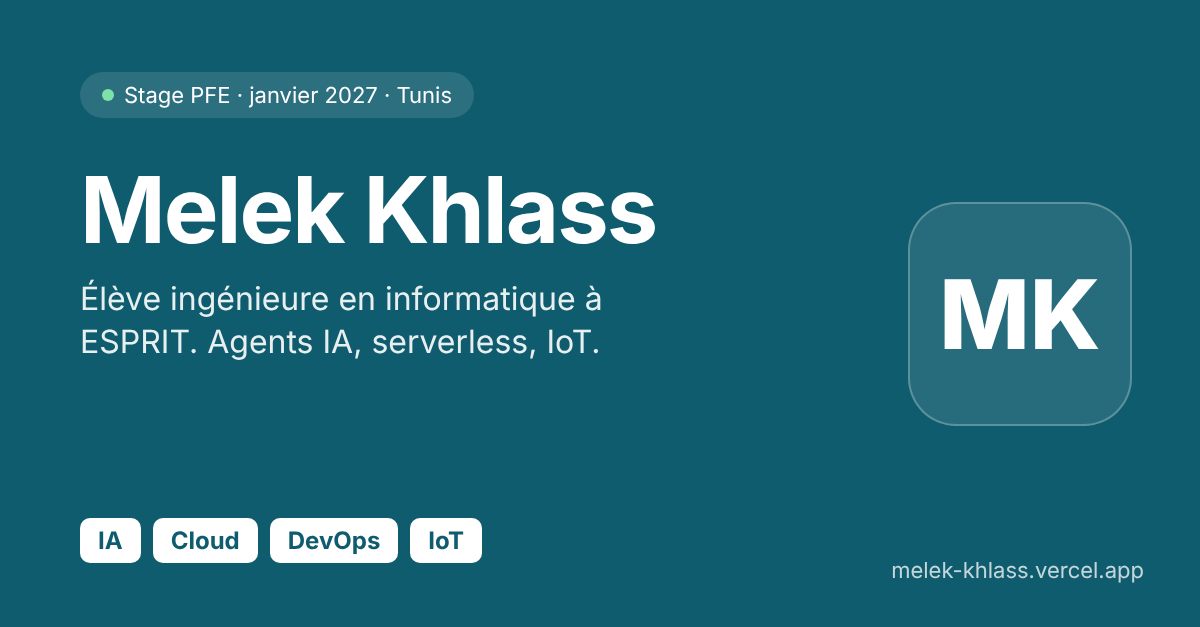 Stage PFE · janvier 2027 · Tunis
Melek Khlass
Élève ingénieure en informatique à
ESPRIT. Agents IA, serverless, IoT.
MK
IA
Cloud
DevOps
IoT
melek-khlass.vercel.app